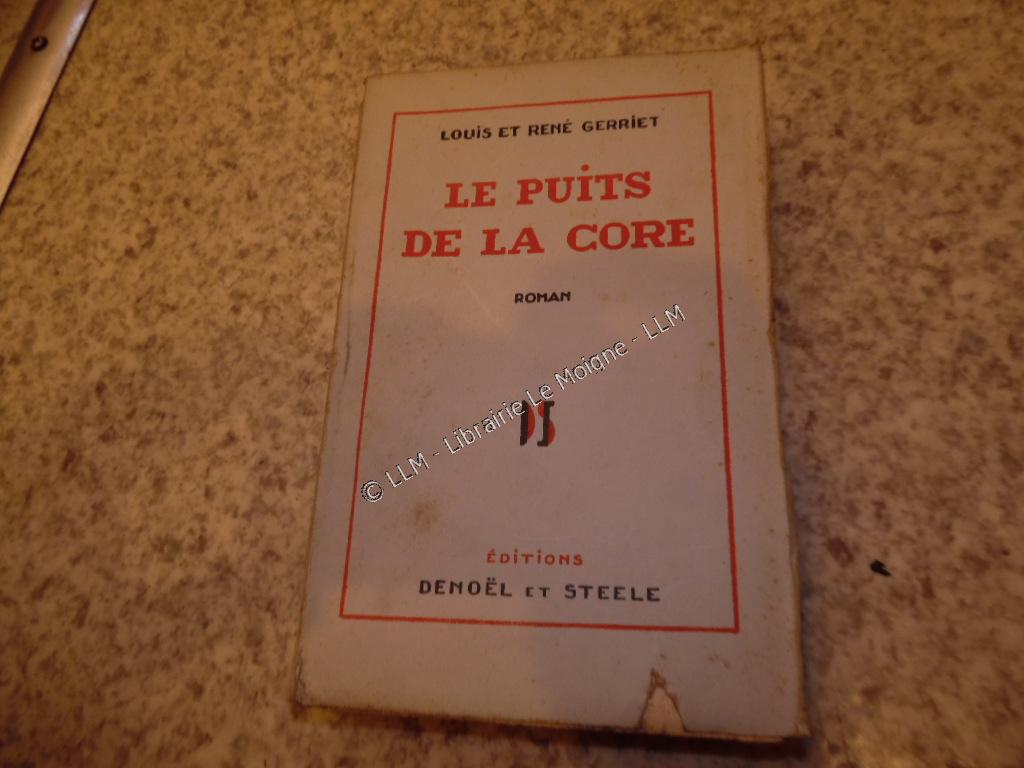 LOUiS ET RENÉ GERRiET
LE PUiTS
DE LA CORE
ROMAN
© LLM - Librairie Le Moigne - LLM
DS
ÉDiTiONS
DENOËL ET STEELE